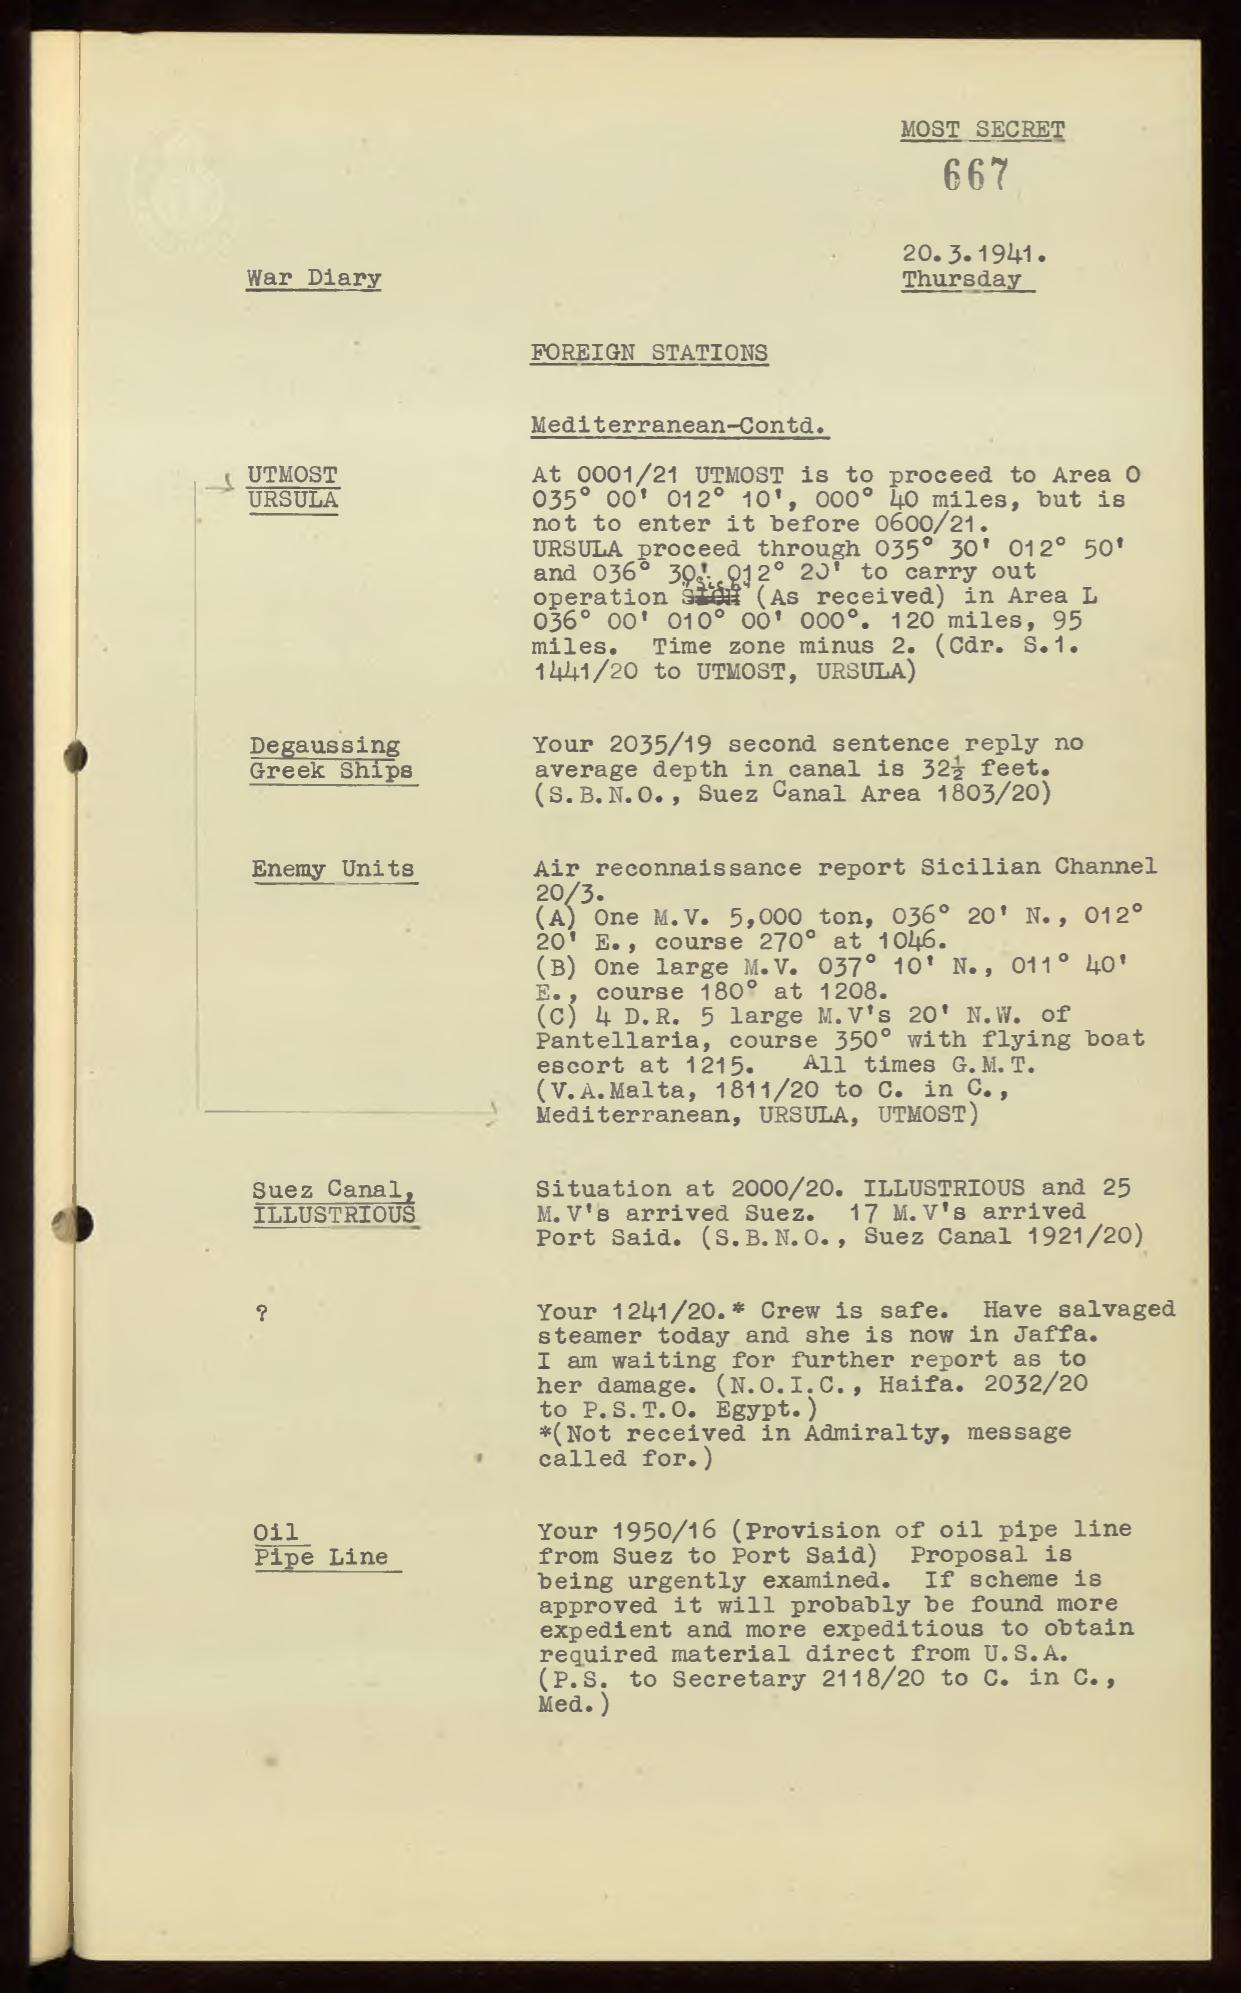 MOST SECRET
667
20.3.1941.
War Diary
Thursday
FOREIGN STATIONS
Mediterranean-Contd.
UTMOST
URSULA
At 0001/21 UTMOST is to proceed to Area O
035° 00' 012° 10', 000° 40 miles, but is
not to enter it before 0600/21.
URSULA proceed through 035° 30' 012° 50'
and 036° 30' 012° 20' to carry out
operation "Sich" (As received) in Area L
036° 00' 010° 00' 000°. 120 miles, 95
miles. Time zone minus 2. (Cdr. S.1.
1441/20 to UTMOST, URSULA)
Degaussing
Greek Ships
Your 2035/19 second sentence reply no
average depth in canal is 32½ feet.
(S.B.N.O., Suez Canal Area 1803/20)
Enemy Units
Air reconnaissance report Sicilian Channel
20/3.
(A) One M.V. 5,000 ton, 036° 20' N., 012°
20' E., course 270° at 1046.
(B) One large M.V. 037° 10' N., 011° 40'
E., course 180° at 1208.
(C) 4 D.R. 5 large M.V's 20' N.W. of
Pantellaria, course 350° with flying boat
escort at 1215. All times G.M.T.
(V.A.Malta, 1811/20 to C. in C.,
Mediterranean, URSULA, UTMOST)
Suez Canal,
ILLUSTRIOUS
Situation at 2000/20. ILLUSTRIOUS and 25
M.V's arrived Suez. 17 M.V's arrived
Port Said. (S.B.N.O., Suez Canal 1921/20)
?
Your 1241/20.* Crew is safe. Have salvaged
steamer today and she is now in Jaffa.
I am waiting for further report as to
her damage. (N.O.I.C., Haifa. 2032/20
to P.S.T.O. Egypt.)
*(Not received in Admiralty, message
called for.)
Oil
Pipe Line
Your 1950/16 (Provision of oil pipe line
from Suez to Port Said) Proposal is
being urgently examined. If scheme is
approved it will probably be found more
expedient and more expeditious to obtain
required material direct from U.S.A.
(P.S. to Secretary 2118/20 to C. in C.,
Med.)